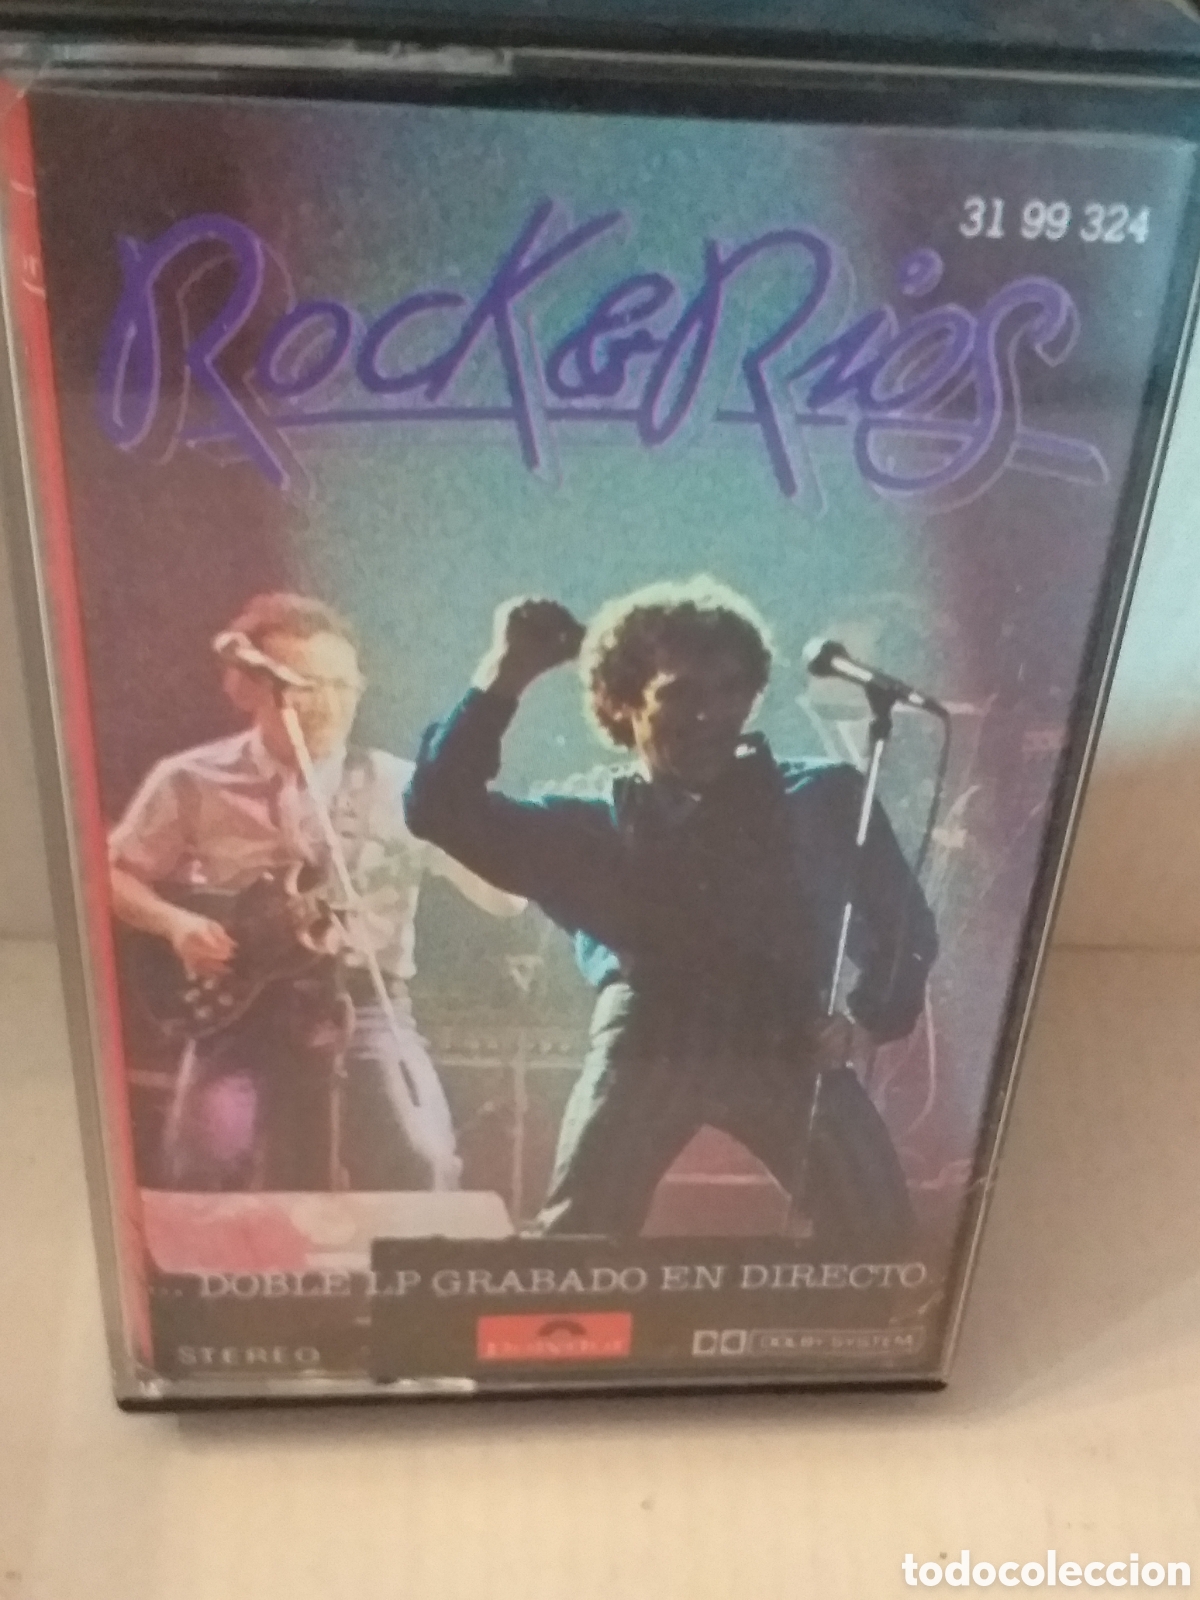 31 99 324
Rock & Ríos
... DOBLE LP GRABADO EN DIRECTO...
STEREO
DOLBY SYSTEM
todocoleccion